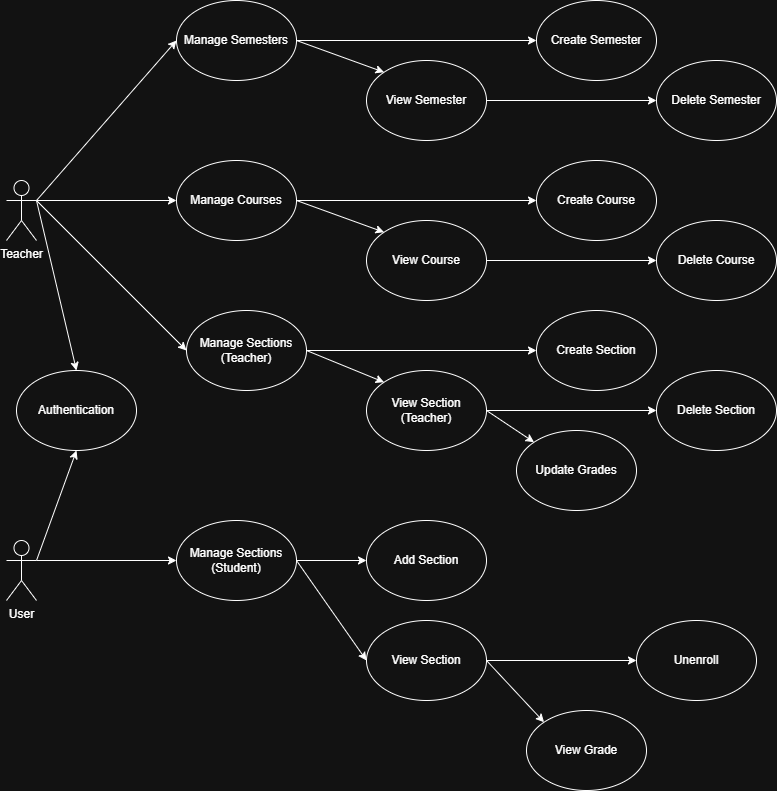 Manage Semesters
Create Semester
View Semester
Delete Semester
Teacher
Manage Courses
Create Course
View Course
Delete Course
Manage Sections
(Teacher)
Create Section
View Section
(Teacher)
Delete Section
Authentication
Update Grades
User
Manage Sections
(Student)
Add Section
View Section
Unenroll
View Grade